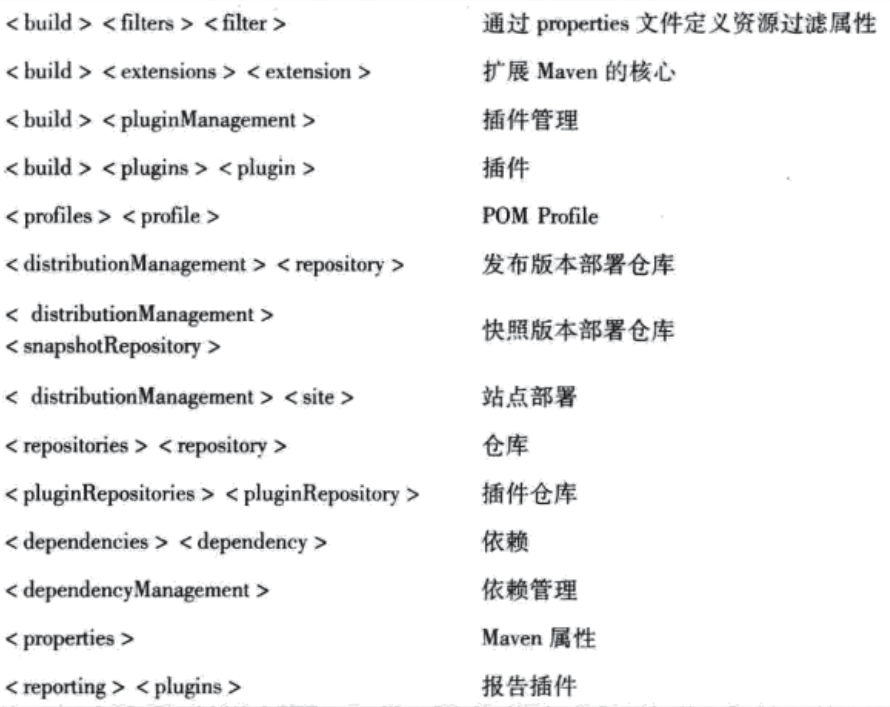 < build > < filters > < filter > 通过 properties 文件定义资源过滤属性
< build > < extensions > < extension > 扩展 Maven 的核心
< build > < pluginManagement > 插件管理
< build > < plugins > < plugin > 插件
< profiles > < profile > POM Profile
< distributionManagement > < repository > 发布版本部署仓库
< distributionManagement >
< snapshotRepository > 快照版本部署仓库
< distributionManagement > < site > 站点部署
< repositories > < repository > 仓库
< pluginRepositories > < pluginRepository > 插件仓库
< dependencies > < dependency > 依赖
< dependencyManagement > 依赖管理
< properties > Maven 属性
< reporting > < plugins > 报告插件